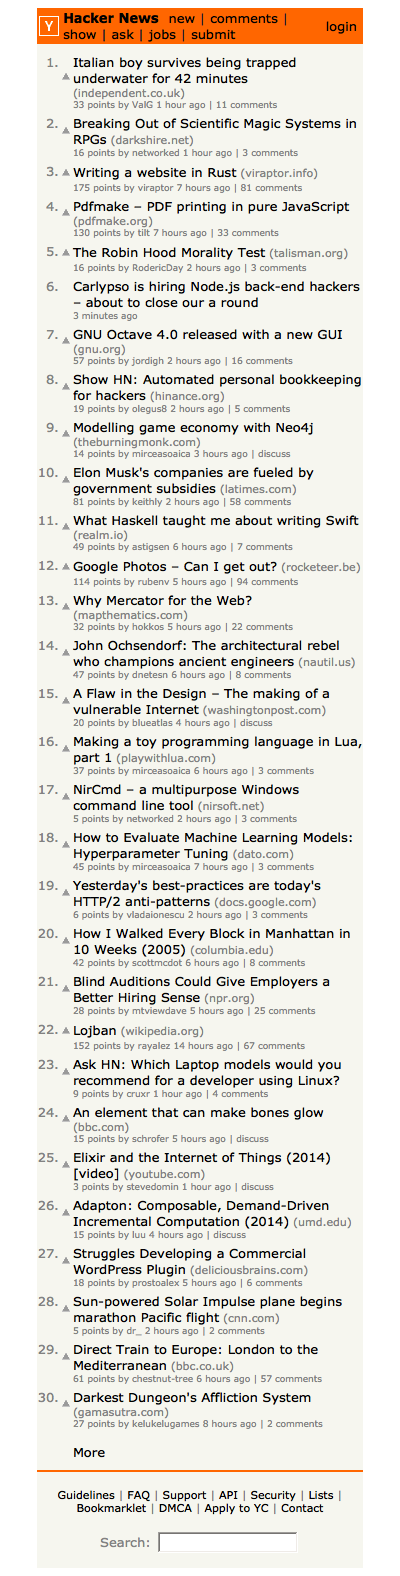 Y Hacker News new | comments | login
show | ask | jobs | submit
1. Italian boy survives being trapped
underwater for 42 minutes
(independent.co.uk)
33 points by ValG 1 hour ago | 11 comments
2. Breaking Out of Scientific Magic Systems in
RPGs (darkshire.net)
16 points by networked 1 hour ago | 3 comments
3. Writing a website in Rust (viraptor.info)
175 points by viraptor 7 hours ago | 81 comments
4. Pdfmake – PDF printing in pure JavaScript
(pdfmake.org)
130 points by tilt 7 hours ago | 33 comments
5. The Robin Hood Morality Test (talisman.org)
16 points by RodericDay 2 hours ago | 3 comments
6. Carlypso is hiring Node.js back-end hackers
– about to close our a round
3 minutes ago
7. GNU Octave 4.0 released with a new GUI
(gnu.org)
57 points by jordigh 2 hours ago | 16 comments
8. Show HN: Automated personal bookkeeping
for hackers (hinance.org)
19 points by olegus8 2 hours ago | 5 comments
9. Modelling game economy with Neo4j
(theburningmonk.com)
14 points by mirceasoaica 3 hours ago | discuss
10. Elon Musk's companies are fueled by
government subsidies (latimes.com)
81 points by keithly 2 hours ago | 58 comments
11. What Haskell taught me about writing Swift
(realm.io)
49 points by astigsen 6 hours ago | 7 comments
12. Google Photos – Can I get out? (rocketeer.be)
114 points by rubenv 5 hours ago | 94 comments
13. Why Mercator for the Web?
(mapthematics.com)
32 points by hokkos 5 hours ago | 22 comments
14. John Ochsendorf: The architectural rebel
who champions ancient engineers (nautil.us)
47 points by dnetesn 6 hours ago | 8 comments
15. A Flaw in the Design – The making of a
vulnerable Internet (washingtonpost.com)
20 points by blueatlas 4 hours ago | discuss
16. Making a toy programming language in Lua,
part 1 (playwithlua.com)
37 points by mirceasoaica 6 hours ago | 3 comments
17. NirCmd – a multipurpose Windows
command line tool (nirsoft.net)
5 points by networked 2 hours ago | 3 comments
18. How to Evaluate Machine Learning Models:
Hyperparameter Tuning (dato.com)
45 points by mirceasoaica 7 hours ago | 3 comments
19. Yesterday's best-practices are today's
HTTP/2 anti-patterns (docs.google.com)
6 points by vladaionescu 2 hours ago | 3 comments
20. How I Walked Every Block in Manhattan in
10 Weeks (2005) (columbia.edu)
42 points by scottmcdot 6 hours ago | 8 comments
21. Blind Auditions Could Give Employers a
Better Hiring Sense (npr.org)
28 points by mtviewdave 5 hours ago | 25 comments
22. Lojban (wikipedia.org)
152 points by rayalez 14 hours ago | 67 comments
23. Ask HN: Which Laptop models would you
recommend for a developer using Linux?
9 points by cruxr 1 hour ago | 4 comments
24. An element that can make bones glow
(bbc.com)
15 points by schrofer 5 hours ago | discuss
25. Elixir and the Internet of Things (2014)
[video] (youtube.com)
3 points by stevedomin 1 hour ago | discuss
26. Adapton: Composable, Demand-Driven
Incremental Computation (2014) (umd.edu)
15 points by luu 4 hours ago | discuss
27. Struggles Developing a Commercial
WordPress Plugin (deliciousbrains.com)
18 points by prostoalex 5 hours ago | 6 comments
28. Sun-powered Solar Impulse plane begins
marathon Pacific flight (cnn.com)
5 points by dr_ 2 hours ago | 2 comments
29. Direct Train to Europe: London to the
Mediterranean (bbc.co.uk)
61 points by chestnut-tree 6 hours ago | 57 comments
30. Darkest Dungeon's Affliction System
(gamasutra.com)
27 points by kelukelugames 8 hours ago | 2 comments
More
Guidelines | FAQ | Support | API | Security | Lists |
Bookmarklet | DMCA | Apply to YC | Contact
Search: